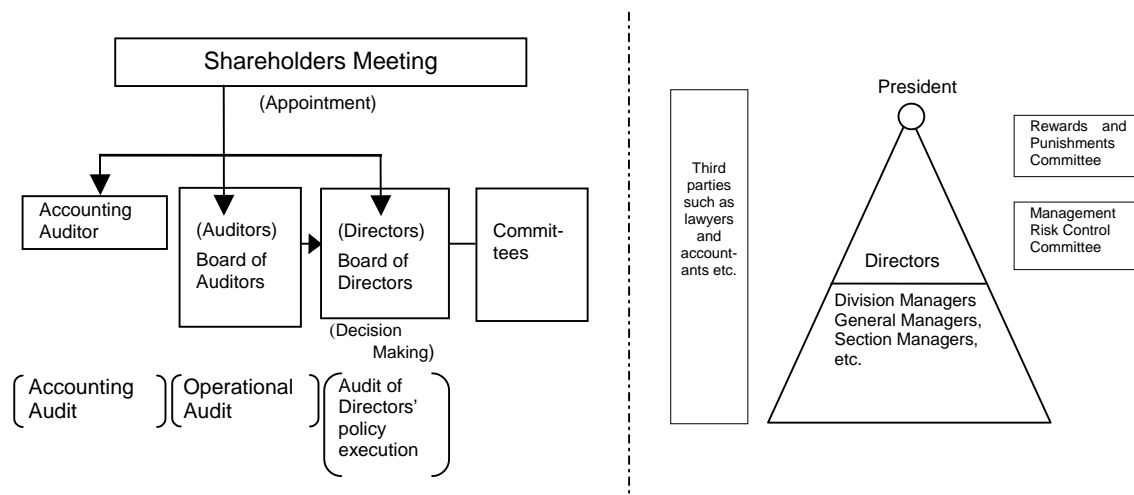 Shareholders Meeting
(Appointment)
Accounting
Auditor
(Auditors)
Board of
Auditors
(Directors)
Board of
Directors
Commit-
tees
(Decision
Making)
Accounting
Audit
Operational
Audit
Audit of
Directors’
policy
execution
Third
parties
such as
lawyers
and
account-
ants etc.
President
Directors
Division Managers
General Managers,
Section Managers,
etc.
Rewards and
Punishments
Committee
Management
Risk Control
Committee